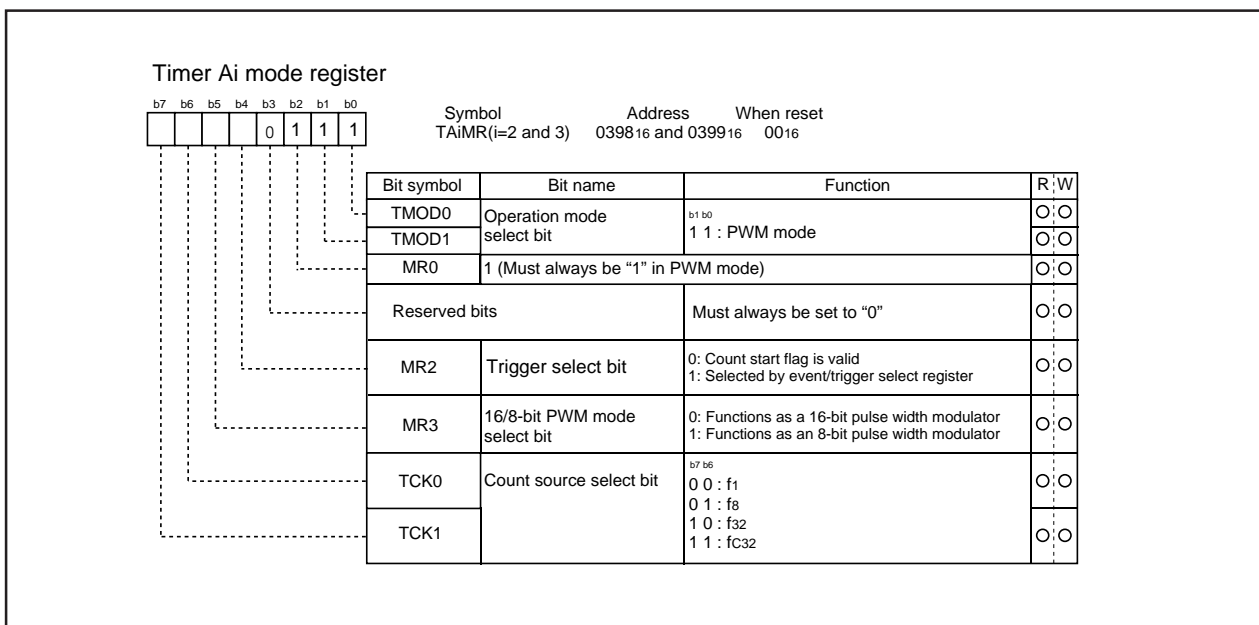 Timer Ai mode register
b7 b6 b5 b4 b3 b2 b1 b0
0 1 1 1
Symbol Address When reset
TAiMR(i=2 and 3) 039816 and 039916 0016
Bit symbol Bit name Function R W
TMOD0 Operation mode select bit b1 b0
TMOD1 1 1 : PWM mode
MR0 1 (Must always be “1” in PWM mode)
Reserved bits Must always be set to “0”
MR2 Trigger select bit 0: Count start flag is valid
1: Selected by event/trigger select register
MR3 16/8-bit PWM mode select bit 0: Functions as a 16-bit pulse width modulator
1: Functions as an 8-bit pulse width modulator
TCK0 Count source select bit b7 b6
0 0 : f1
0 1 : f8
TCK1 1 0 : f32
1 1 : fC32